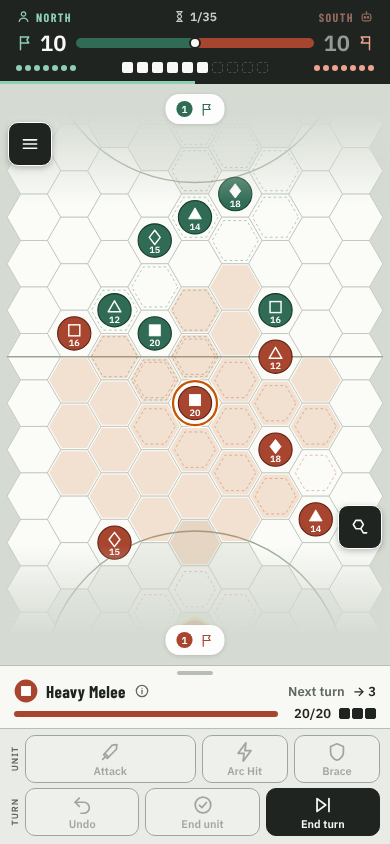 NORTH
1/35
SOUTH
10
10
1
18
14
15
12
16
16
20
12
20
18
14
15
1
Heavy Melee
Next turn → 3
20/20
UNIT
Attack
Arc Hit
Brace
TURN
Undo
End unit
End turn